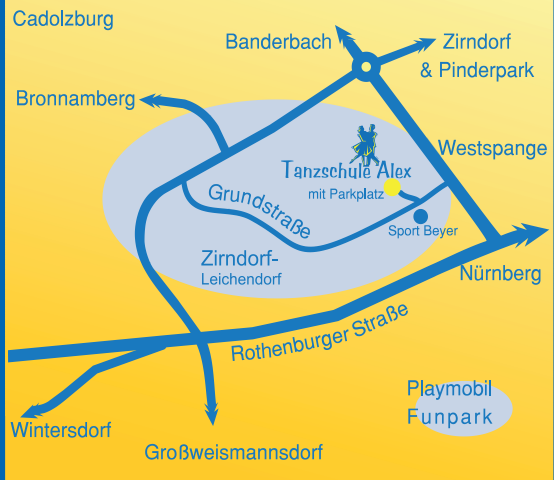 Cadolzburg
Banderbach
Zirndorf
& Pinderpark
Bronnamberg
Westspange
Tanzschule Alex
mit Parkplatz
Grundstraße
Sport Beyer
Zirndorf-
Leichendorf
Nürnberg
Rothenburger Straße
Playmobil
Funpark
Wintersdorf
Großweismannsdorf